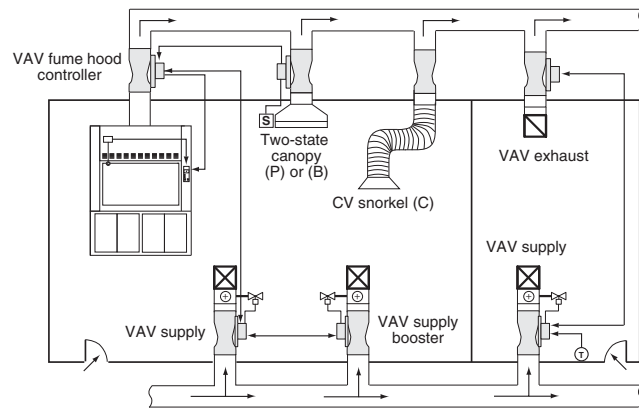 VAV fume hood
controller
S
Two-state
canopy
(P) or (B)
CV snorkel (C)
VAV exhaust
VAV supply
VAV supply
VAV supply
booster
T